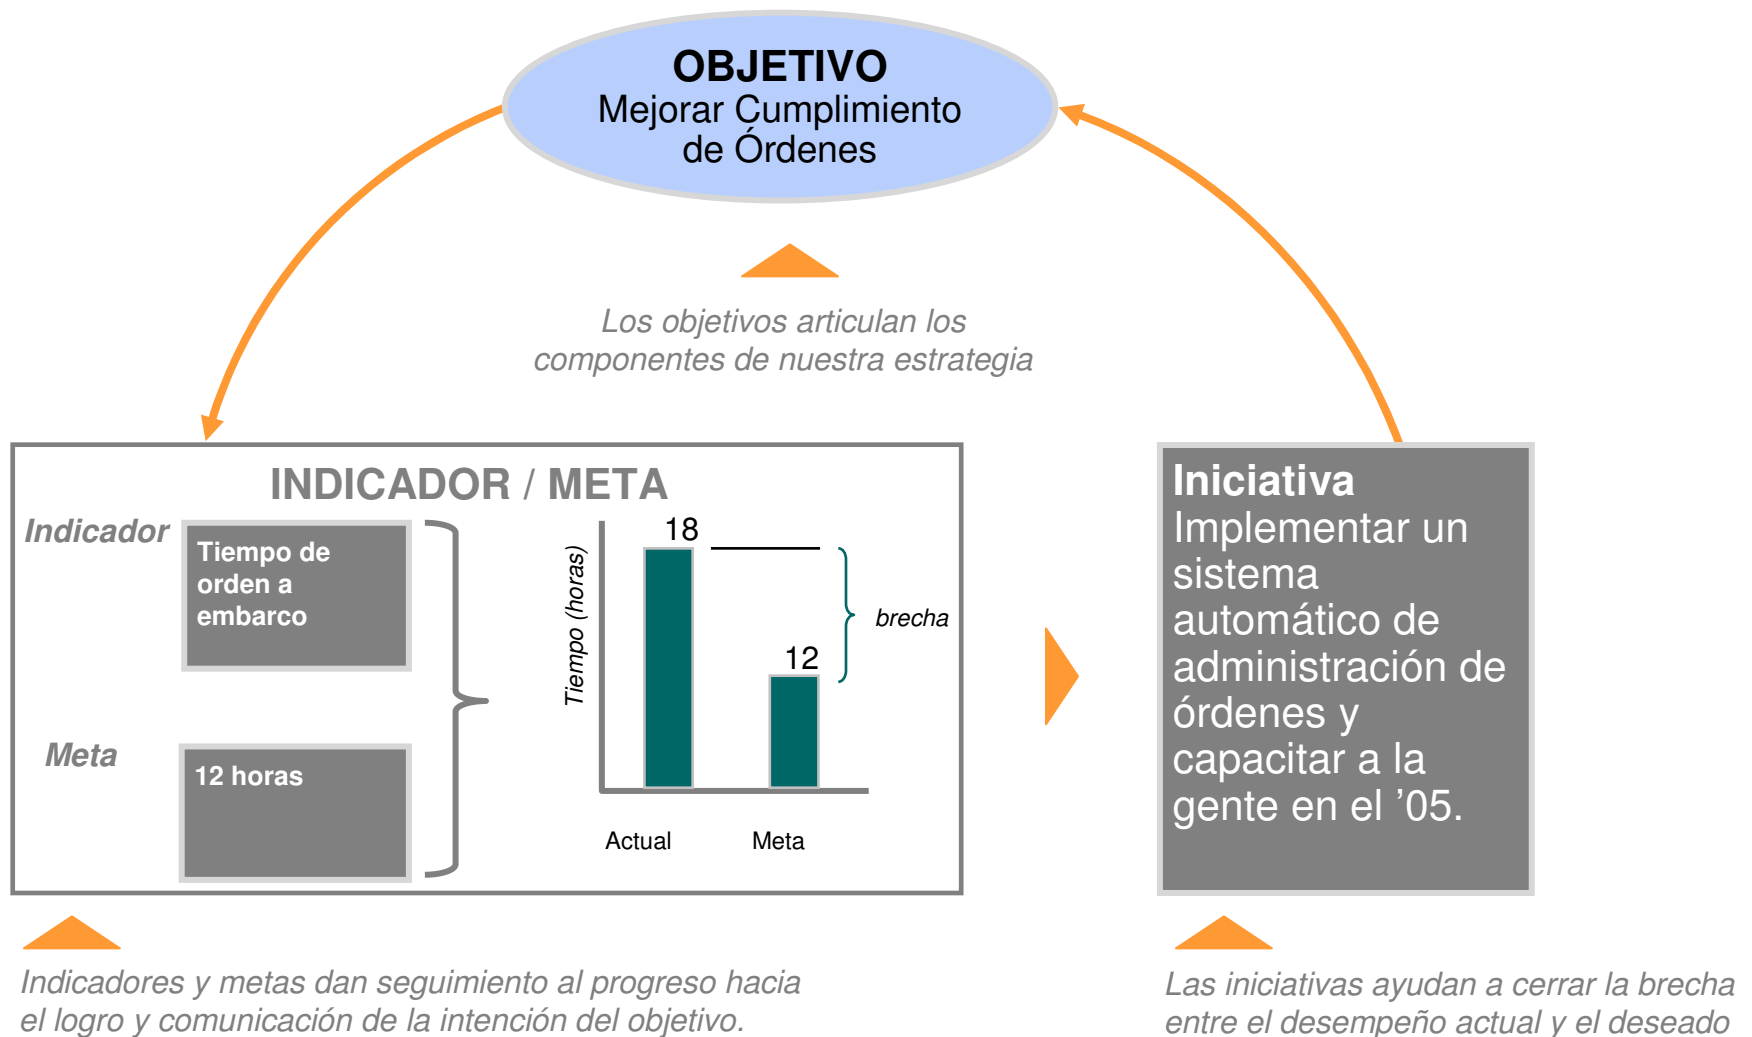 OBJETIVO
Mejorar Cumplimiento
de Órdenes
Los objetivos articulan los
componentes de nuestra estrategia
INDICADOR / META
Indicador
Tiempo de
orden a
embarco
Meta
12 horas
Tiempo (horas)
18
12
brecha
Actual
Meta
Iniciativa
Implementar un
sistema
automático de
administración de
órdenes y
capacitar a la
gente en el ’05.
Indicadores y metas dan seguimiento al progreso hacia
el logro y comunicación de la intención del objetivo.
Las iniciativas ayudan a cerrar la brecha
entre el desempeño actual y el deseado